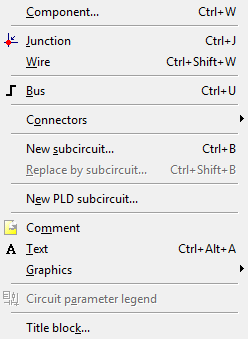 Component... Ctrl+W
Junction Ctrl+J
Wire Ctrl+Shift+W
Bus Ctrl+U
Connectors
New subcircuit... Ctrl+B
Replace by subcircuit... Ctrl+Shift+B
New PLD subcircuit...
Comment
A Text Ctrl+Alt+A
Graphics
Circuit parameter legend
Title block...